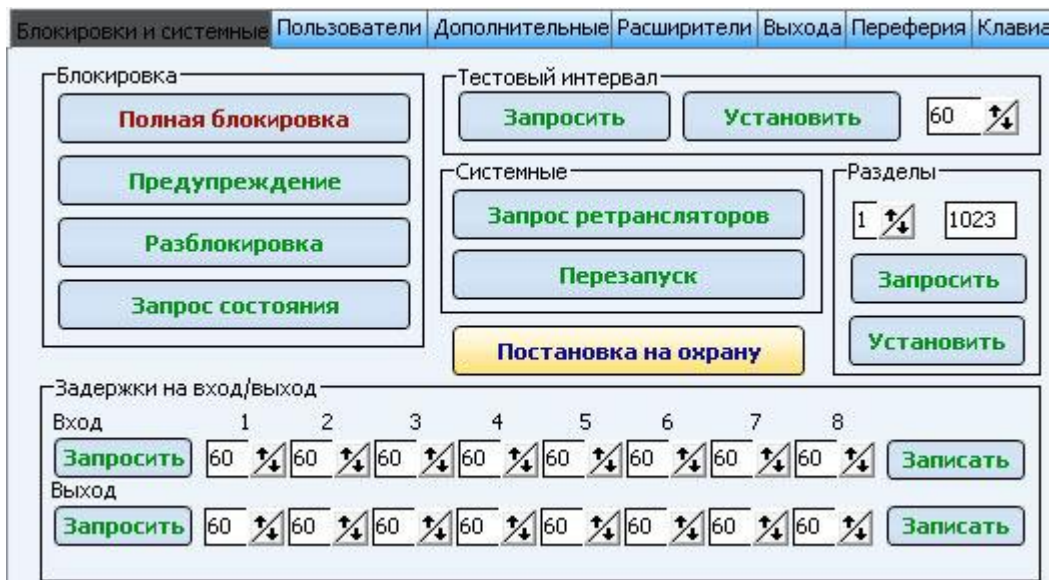 Блокировки и системные Пользователи Дополнительные Расширители Выхода Переферия Клавиа
Блокировка
Полная блокировка
Предупреждение
Разблокировка
Запрос состояния
Тестовый интервал
Запросить Установить 60
Системные
Запрос ретрансляторов
Перезапуск
Разделы
1 1023
Запросить
Установить
Постановка на охрану
Задержки на вход/выход
Вход 1 2 3 4 5 6 7 8
Запросить 60 60 60 60 60 60 60 60 Записать
Выход
Запросить 60 60 60 60 60 60 60 60 Записать